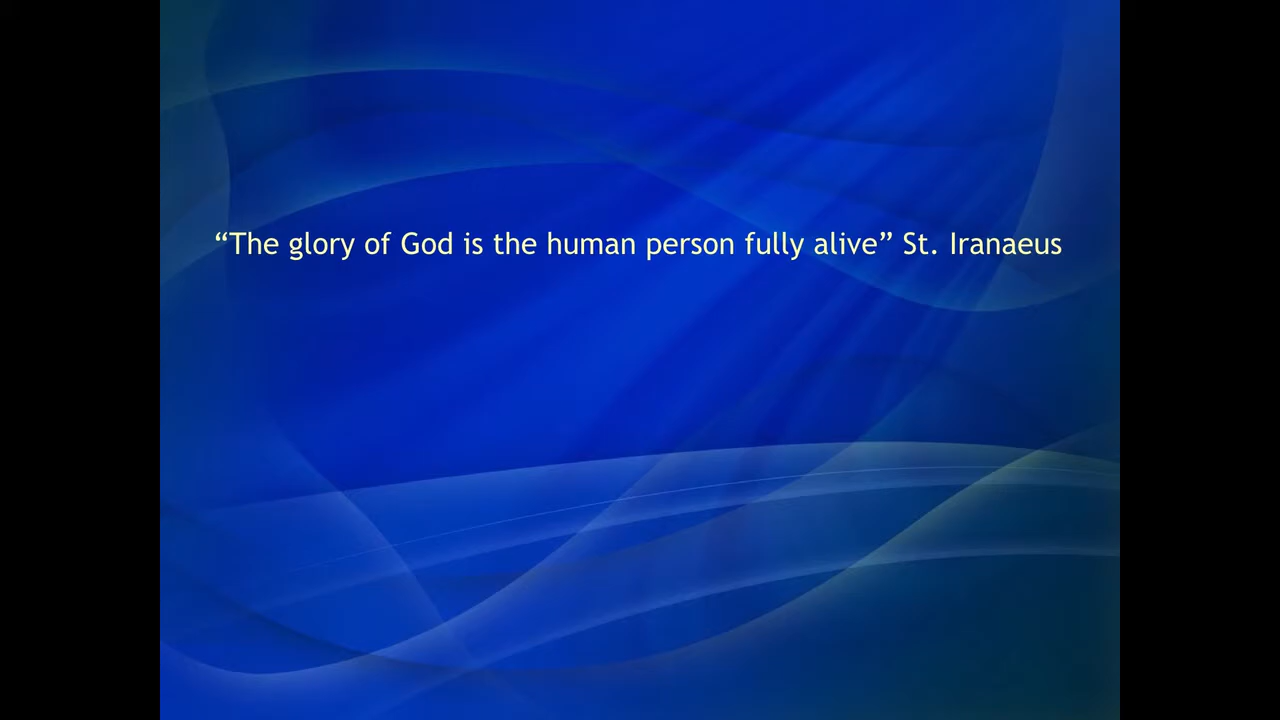 “The glory of God is the human person fully alive” St. Iranaeus